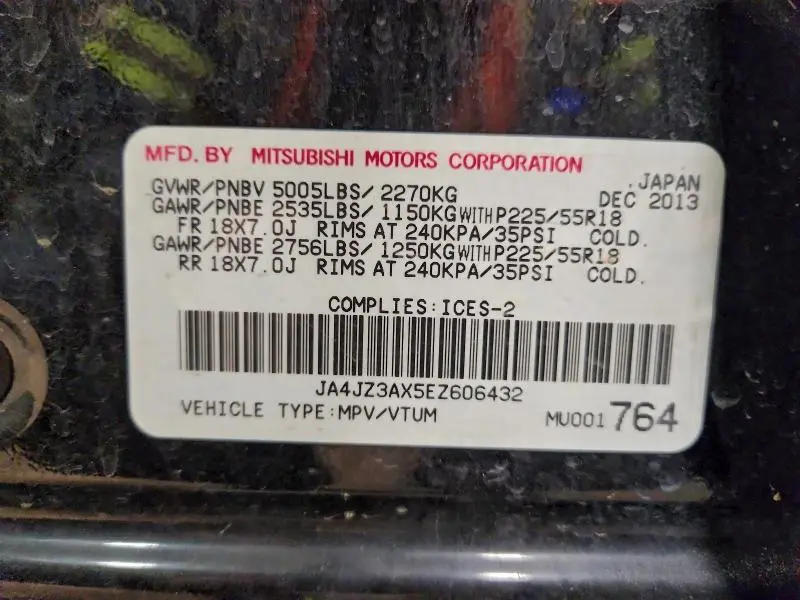 MFD. BY MITSUBISHI MOTORS CORPORATION
JAPAN
GVWR/PNBV 5005LBS/ 2270KG DEC 2013
GAWR/PNBE 2535LBS/ 1150KG WITH P225/55R18
FR 18X7.0J RIMS AT 240KPA/35PSI COLD.
GAWR/PNBE 2756LBS/ 1250KG WITH P225/55R18
RR 18X7.0J RIMS AT 240KPA/35PSI COLD.
COMPLIES:ICES-2
JA4JZ3AX5EZ606432
VEHICLE TYPE:MPV/VTUM MU001 764